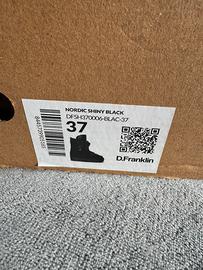 NORDIC SHINY BLACK
DFSH370006-BLAC-37
37
D.Franklin